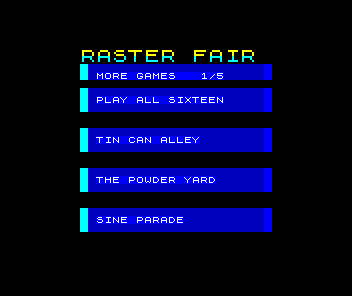 RASTER FAIR
MORE GAMES 1/5
PLAY ALL SIXTEEN
TIN CAN ALLEY
THE POWDER YARD
SINE PARADE